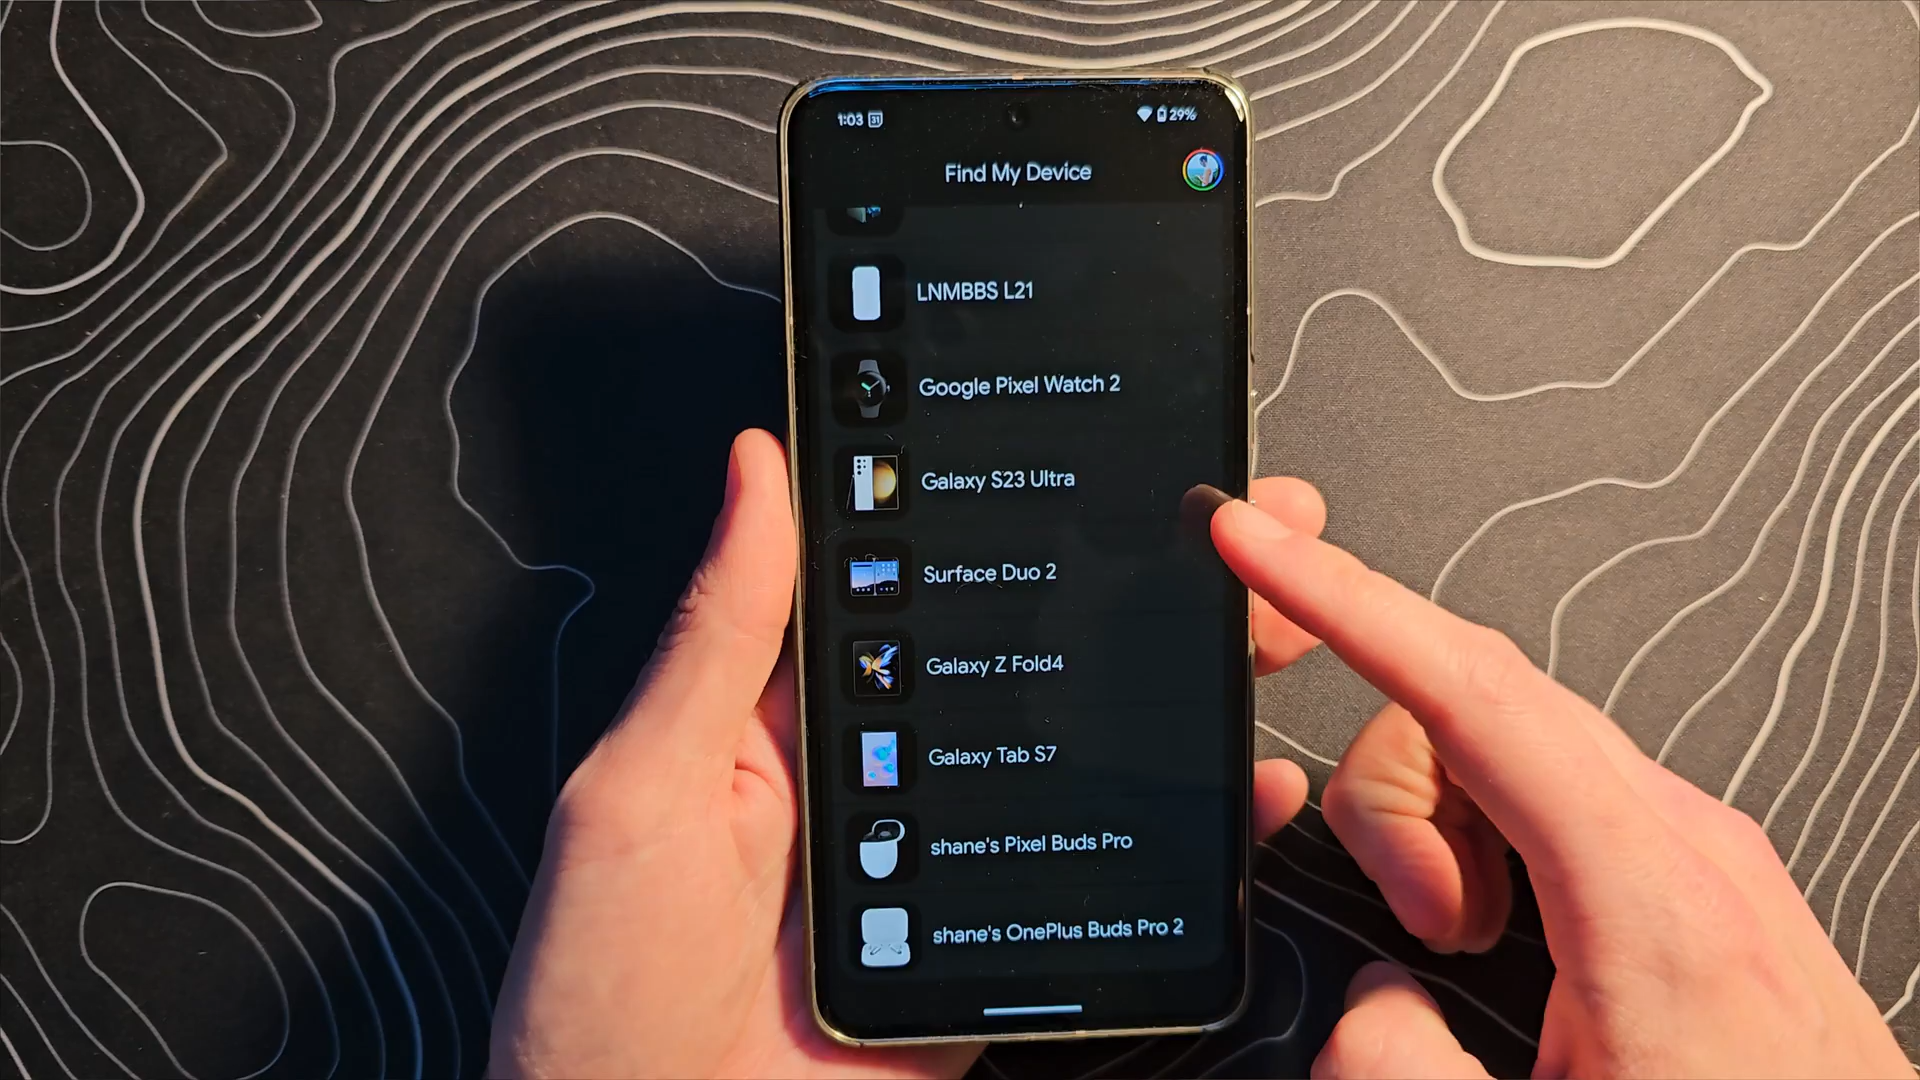 1:03 31 29%
Find My Device
LNMBBS L21
Google Pixel Watch 2
Galaxy S23 Ultra
Surface Duo 2
Galaxy Z Fold4
Galaxy Tab S7
shane's Pixel Buds Pro
shane's OnePlus Buds Pro 2